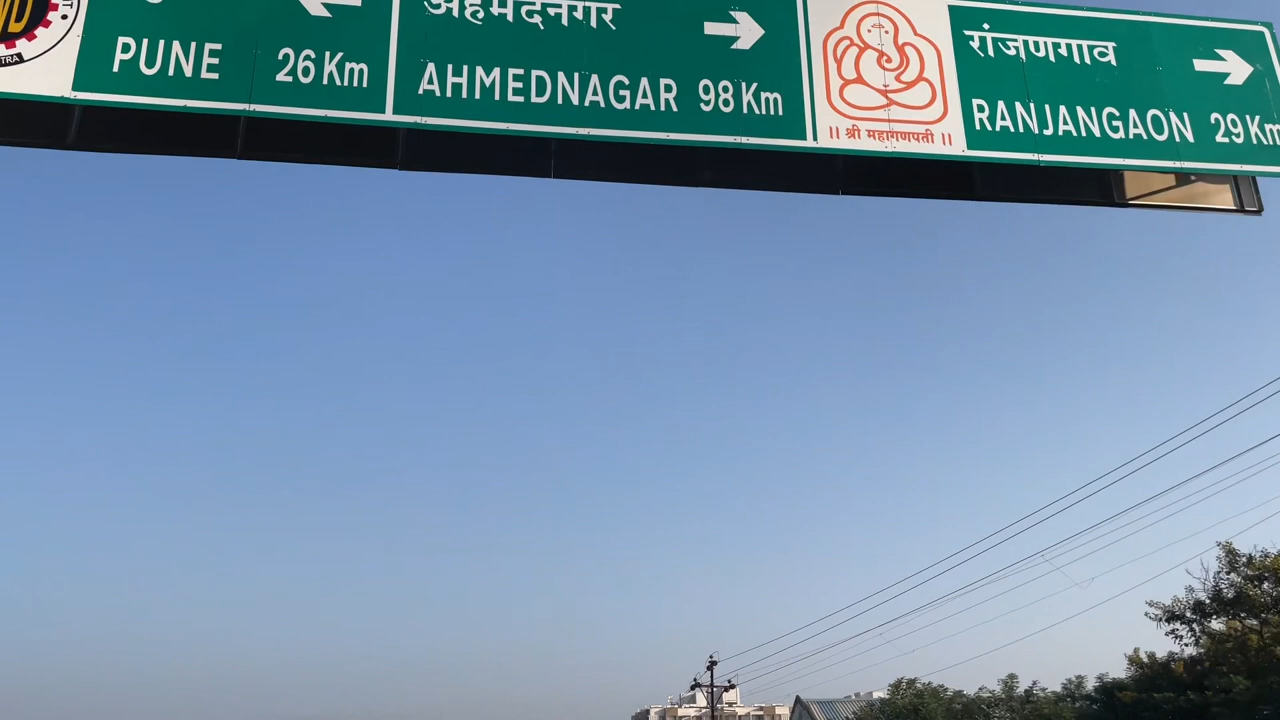 PUNE 26 Km
अहमदनगर
AHMEDNAGAR 98 Km
|| श्री महागणपती ||
रांजणगाव
RANJANGAON 29 Km